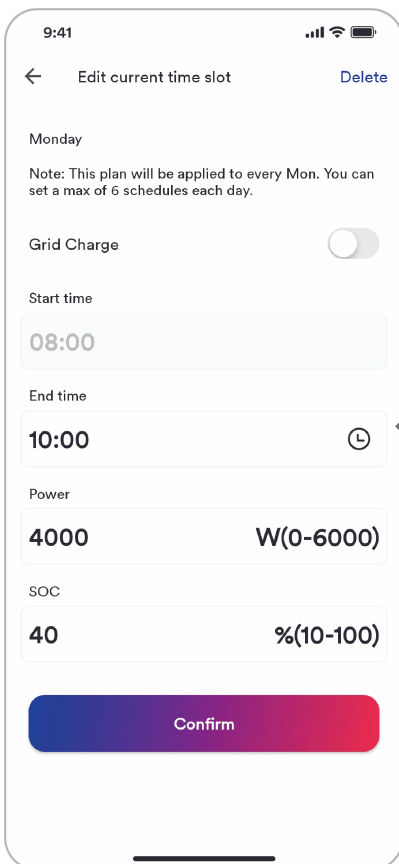 9:41
Edit current time slot Delete
Monday
Note: This plan will be applied to every Mon. You can
set a max of 6 schedules each day.
Grid Charge
Start time
08:00
End time
10:00
Power
4000 W(0-6000)
SOC
40 %(10-100)
Confirm